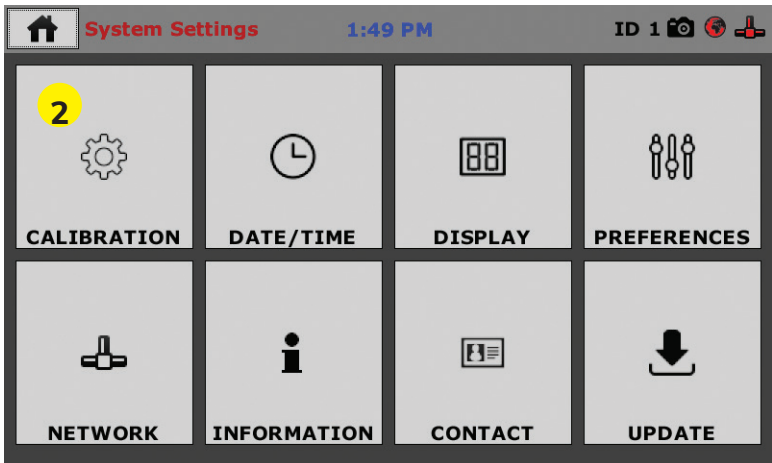 System Settings 1:49 PM ID 1
2
CALIBRATION DATE/TIME DISPLAY PREFERENCES
NETWORK INFORMATION CONTACT UPDATE